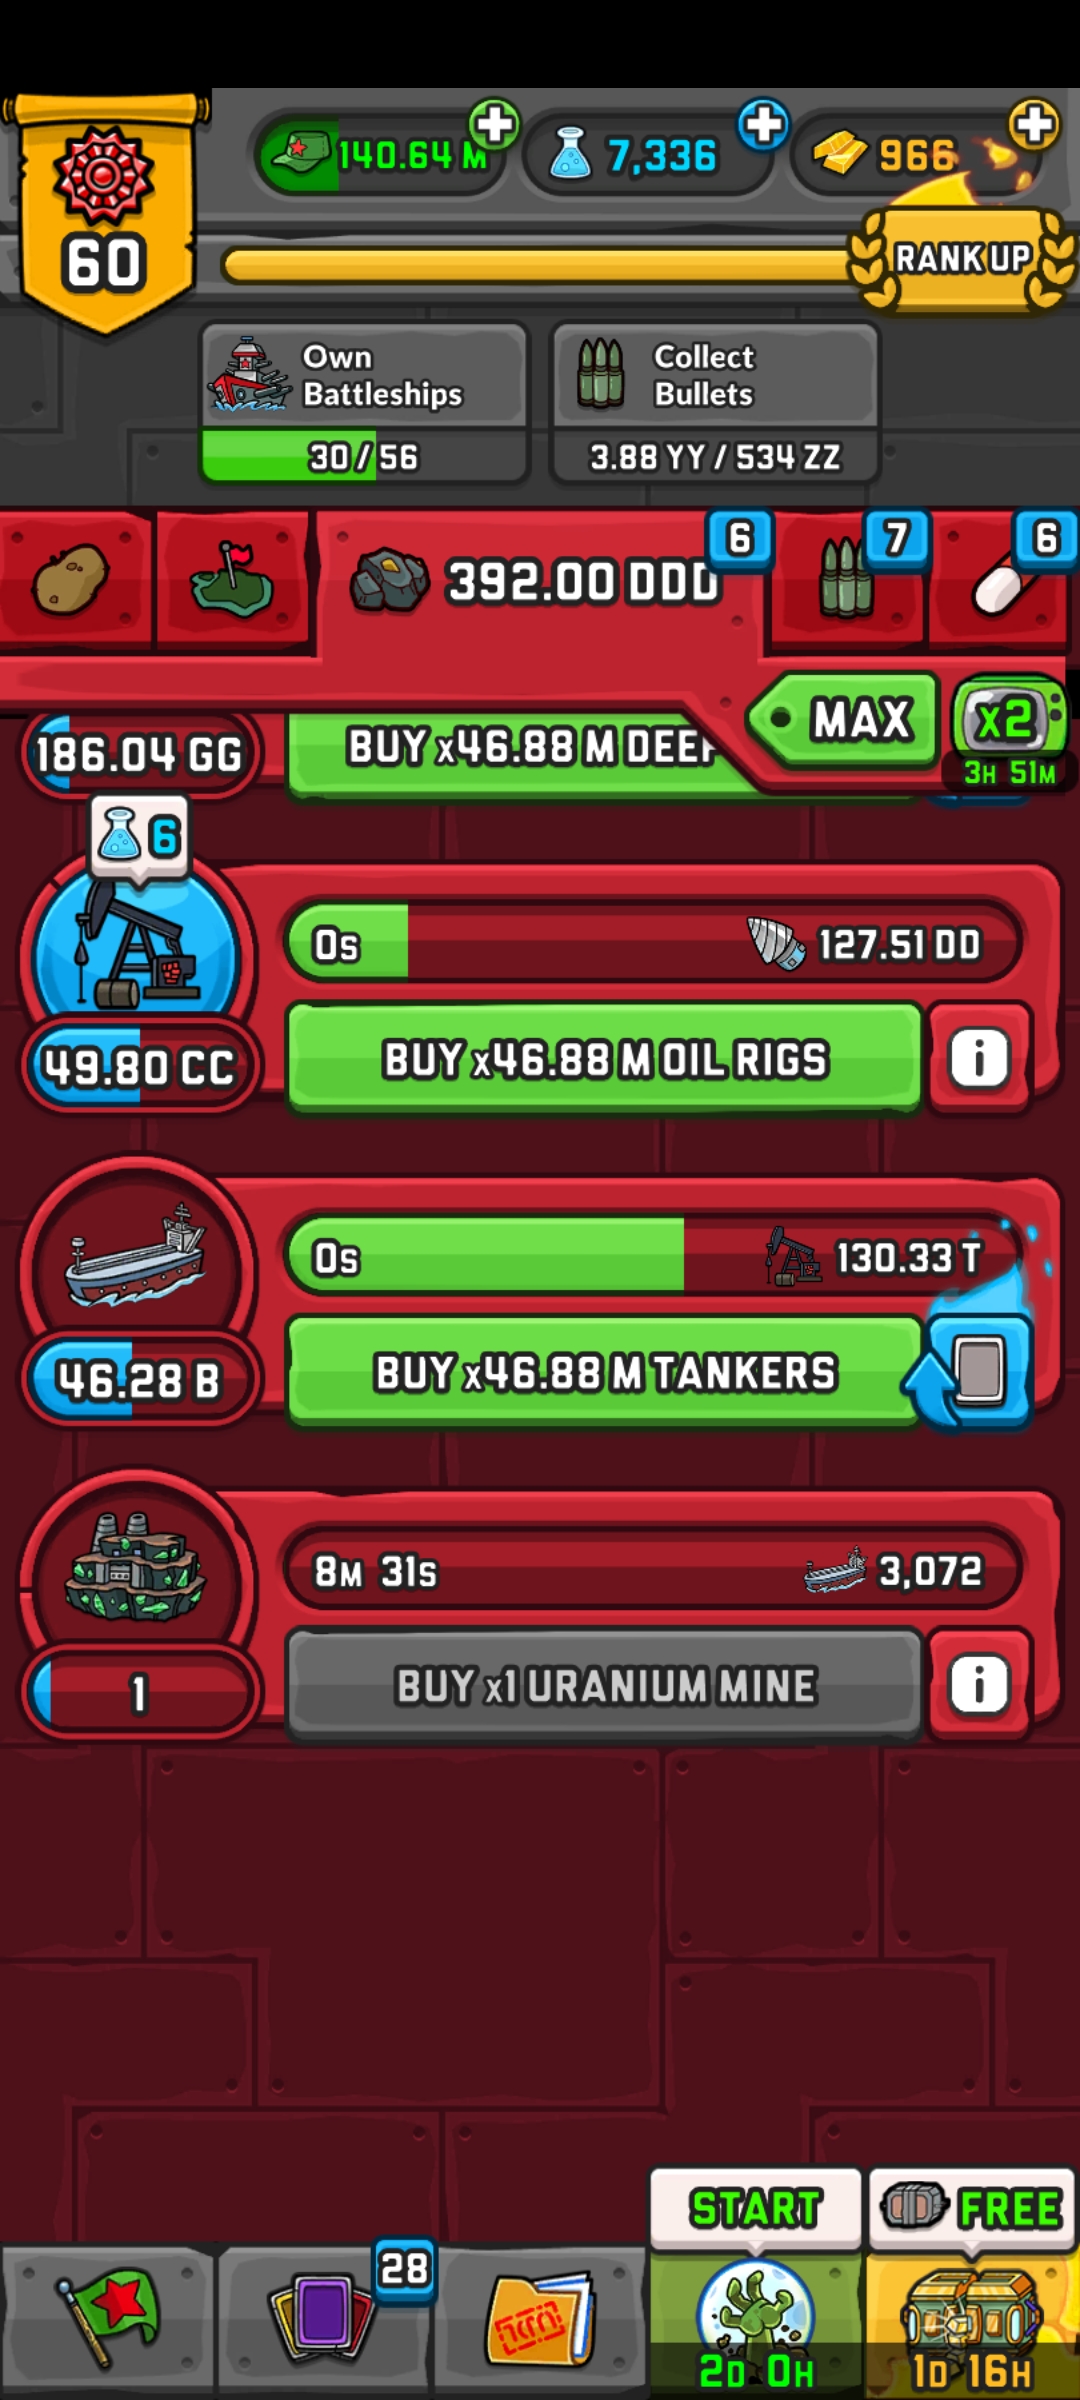 140.64 M
7,336
966
60
RANK UP
Own
Battleships
30 / 56
Collect
Bullets
3.88 YY / 534 ZZ
392.00 DDD
6
7
6
MAX
x2
3H 51M
186.04 GG
BUY x46.88 M DEEP
6
0s
127.51 DD
49.80 CC
BUY x46.88 M OIL RIGS
i
0s
130.33 T
46.28 B
BUY x46.88 M TANKERS
8M 31s
3,072
1
BUY x1 URANIUM MINE
i
START
FREE
28
2D 0H
1D 16H